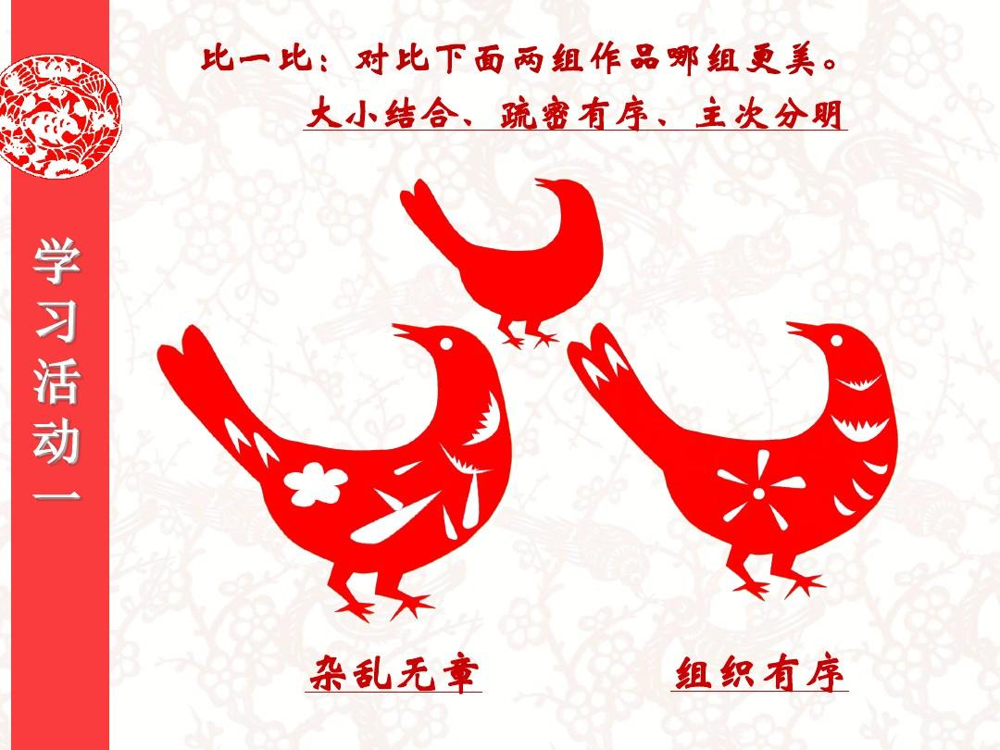 比一比：对比下面两组作品哪组更美。
大小结合、疏密有序、主次分明
学习活动一
杂乱无章
组织有序